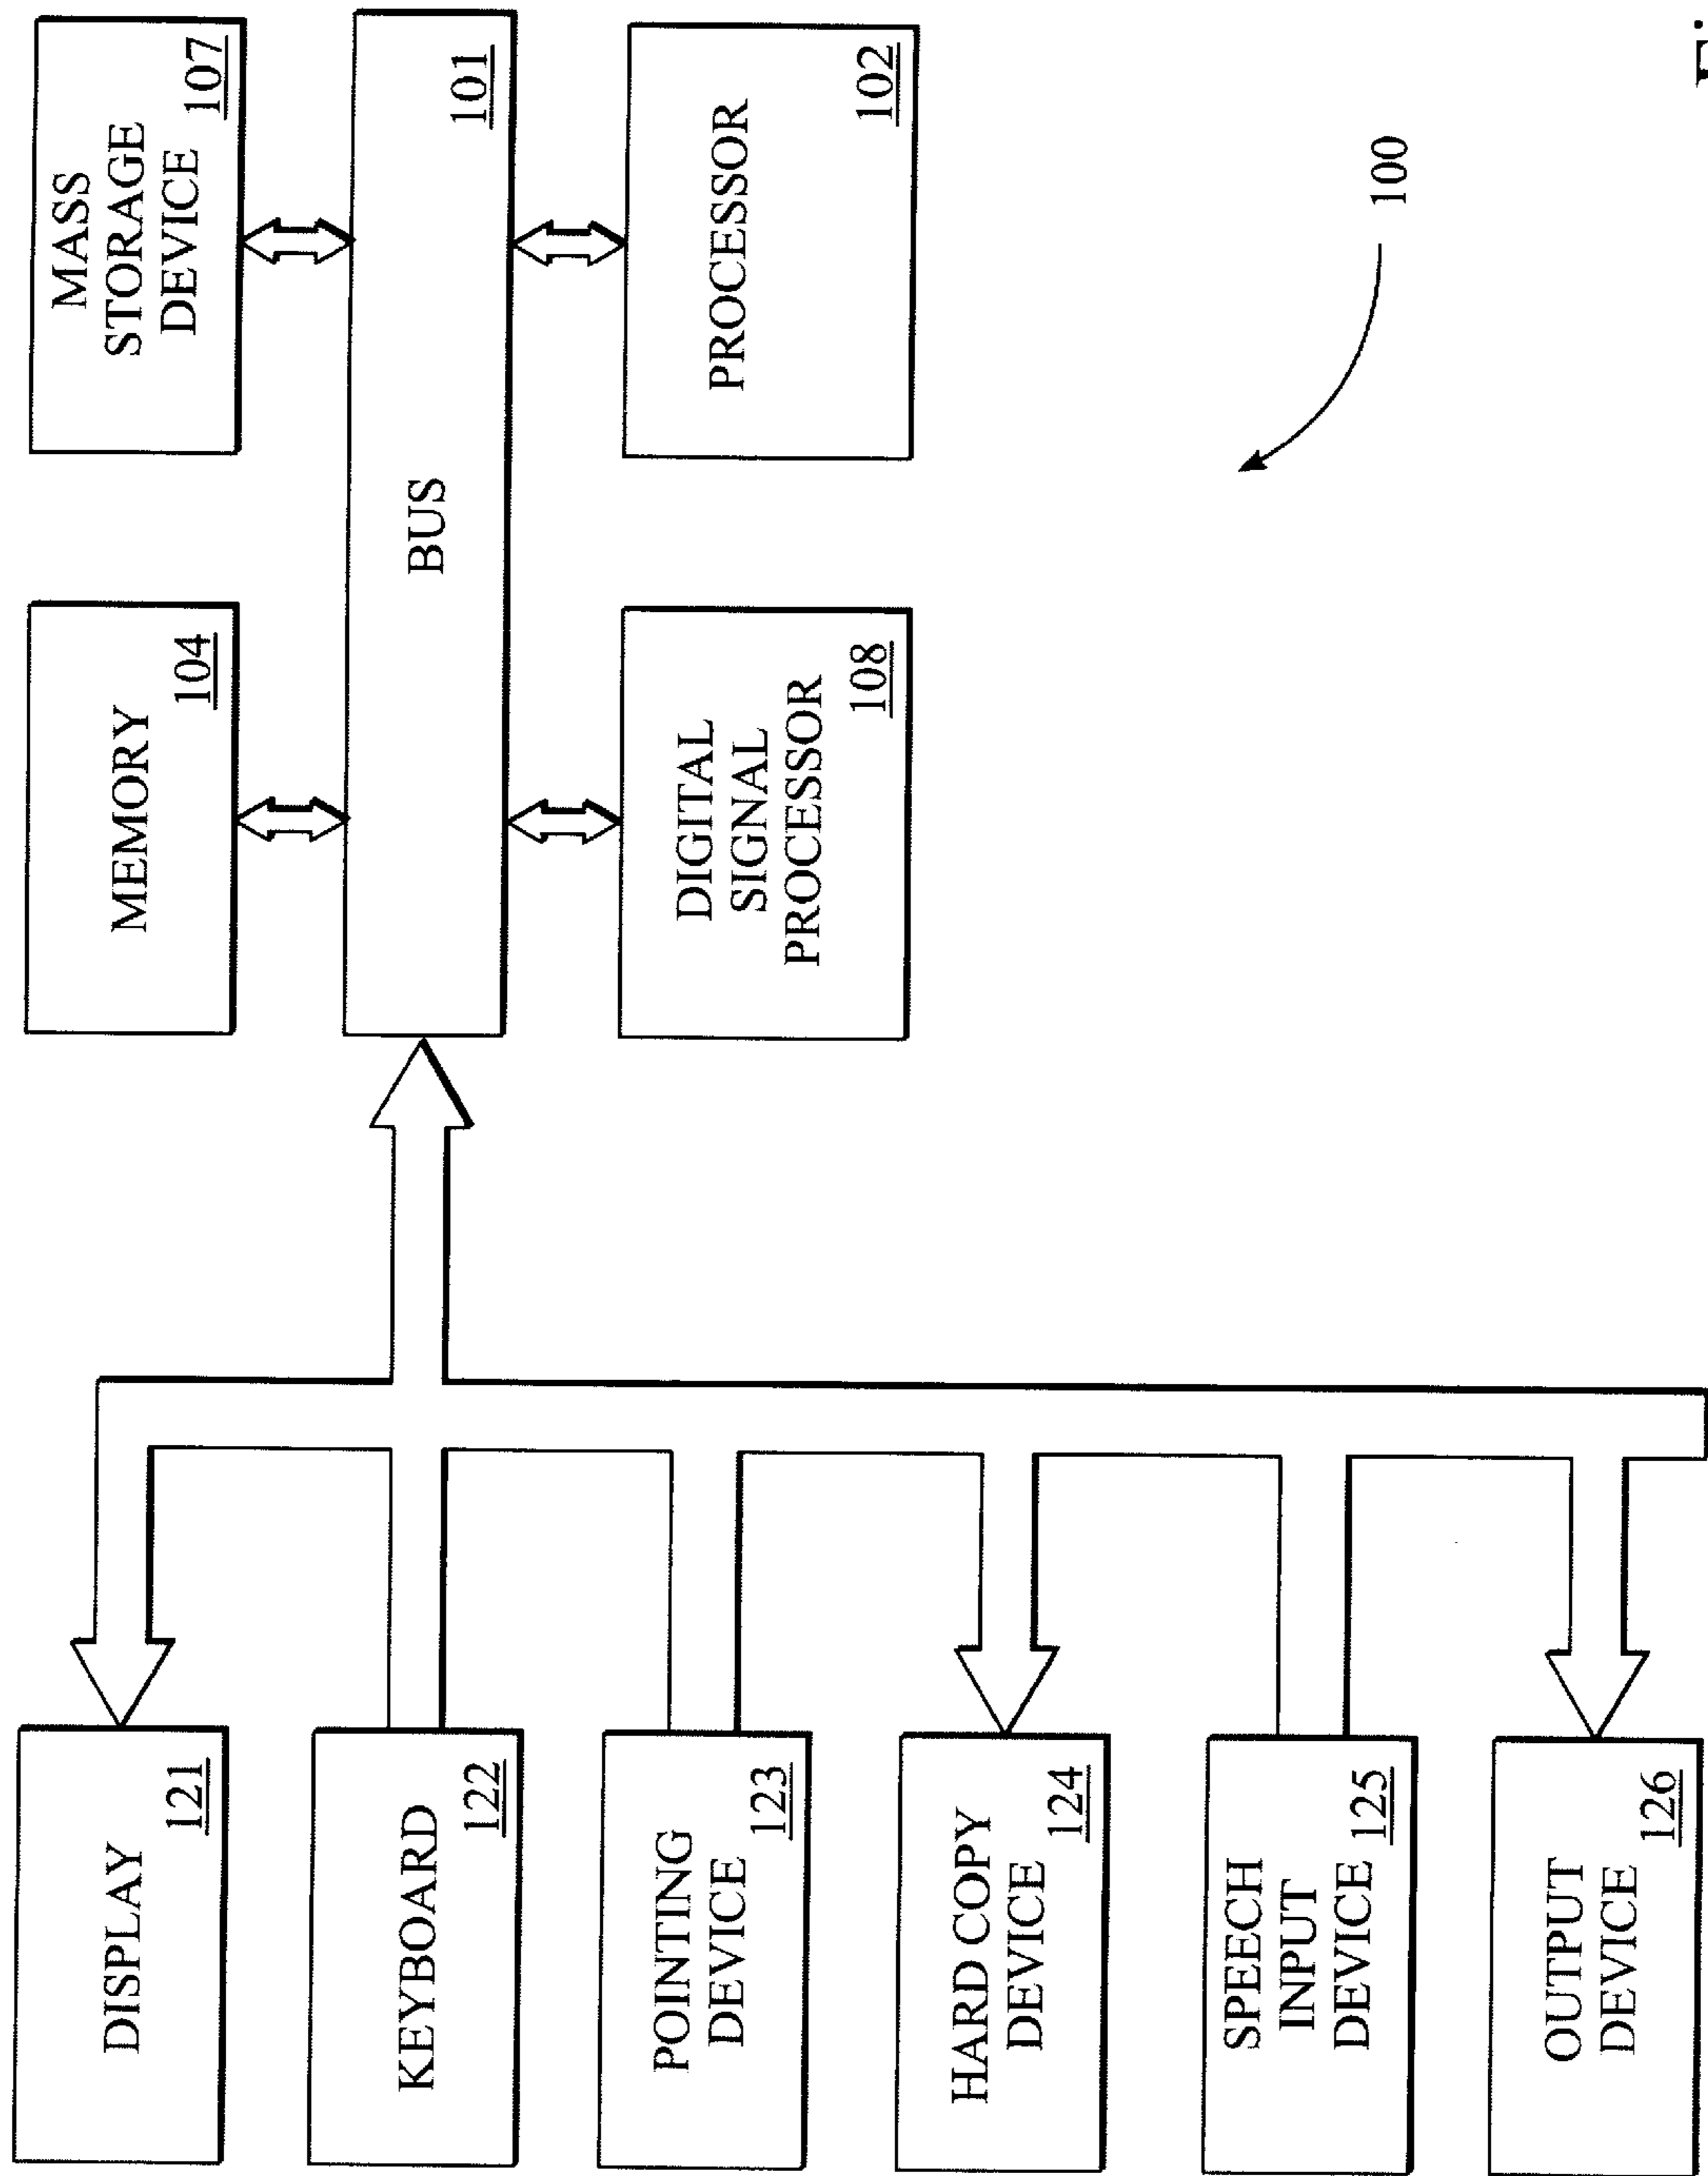 DISPLAY
121
KEYBOARD
122
POINTING
DEVICE
123
HARD COPY
DEVICE
124
SPEECH
INPUT
DEVICE
125
OUTPUT
DEVICE
126
MEMORY
104
MASS
STORAGE
DEVICE
107
BUS
101
DIGITAL
SIGNAL
PROCESSOR
108
PROCESSOR
102
100